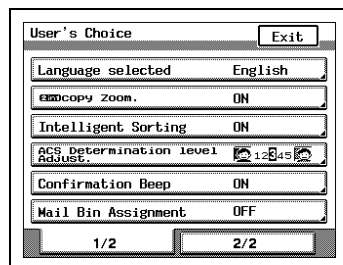 User's Choice
Exit
Language selected English
2in1copy Zoom. ON
Intelligent Sorting ON
ACS Determination level
Adjust. 12345
Confirmation Beep ON
Mail Bin Assignment OFF
1/2 2/2